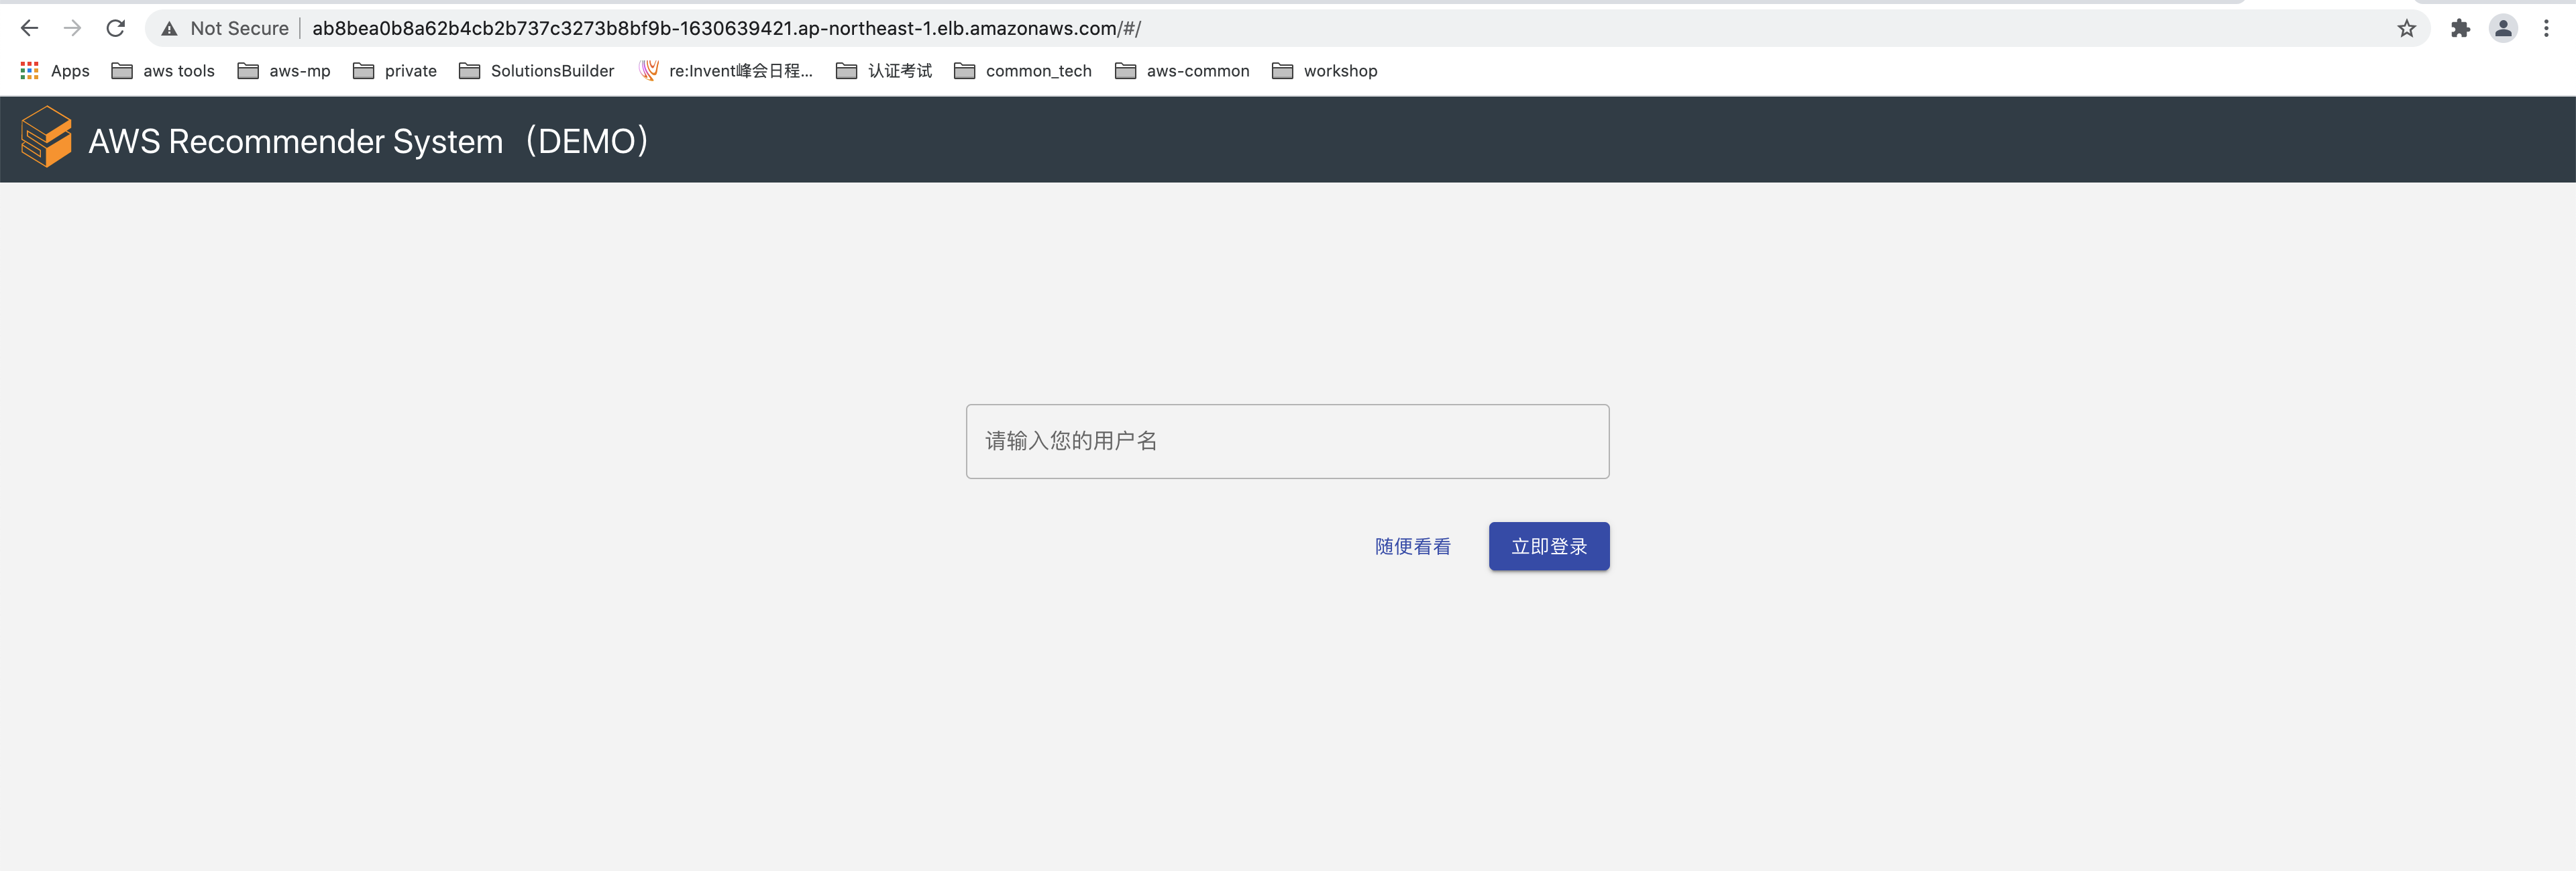 Not Secure ab8bea0b8a62b4cb2b737c3273b8bf9b-1630639421.ap-northeast-1.elb.amazonaws.com/#/
Apps aws tools aws-mp private SolutionsBuilder re:Invent峰会日程... 认证考试 common_tech aws-common workshop
AWS Recommender System（DEMO）
请输入您的用户名
随便看看 立即登录